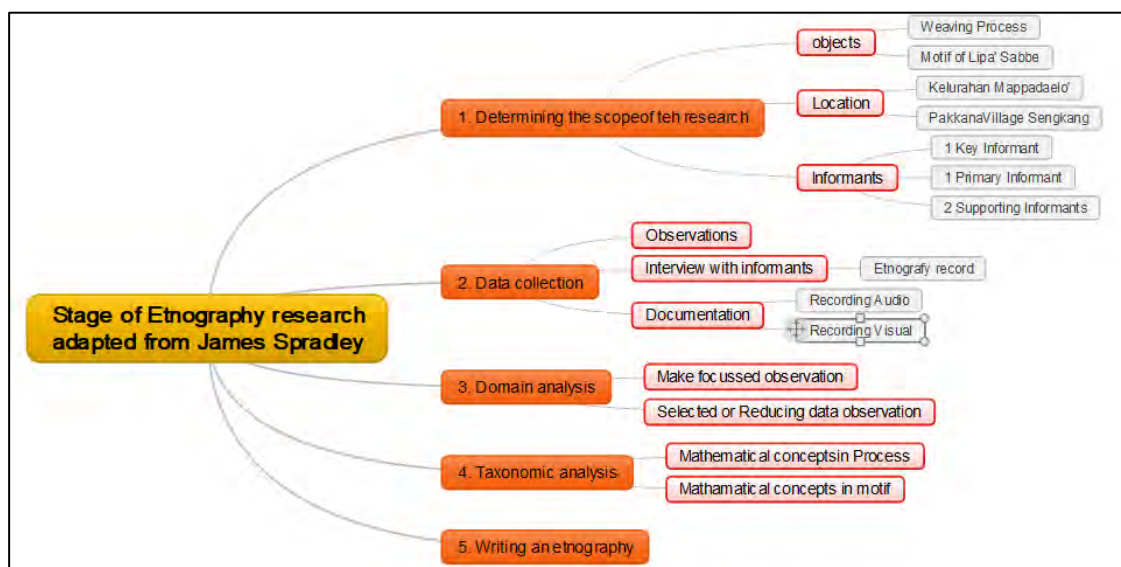 Stage of Etnography research
adapted from James Spradley
1. Determining the scopeof teh research
objects
Weaving Process
Motif of Lipa' Sabbe
Location
Kelurahan Mappadaelo'
PakkanaVillage Sengkang
Informants
1 Key Informant
1 Primary Informant
2 Supporting Informants
2. Data collection
Observations
Interview with informants
Etnografy record
Documentation
Recording Audio
Recording Visual
3. Domain analysis
Make focussed observation
Selected or Reducing data observation
4. Taxonomic analysis
Mathematical conceptsin Process
Mathamatical concepts in motif
5. Writing an etnography